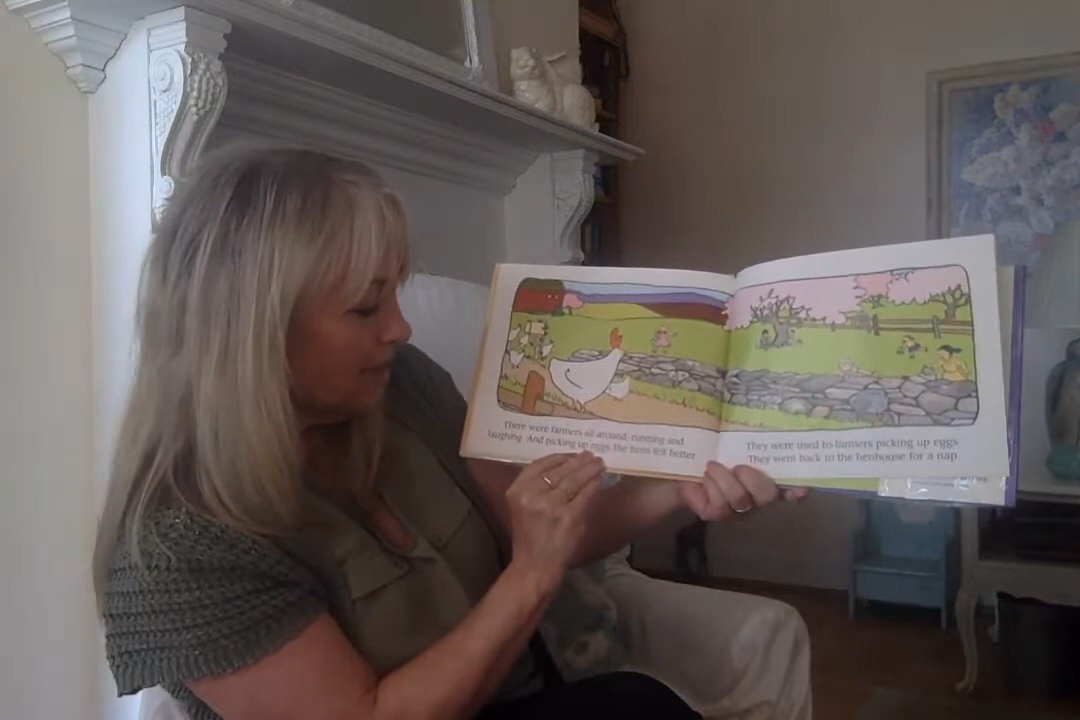 There were farmers all around, running and
laughing. And picking up eggs The hens felt better
They were used to farmers picking up eggs
They went back to the henhouse for a nap.